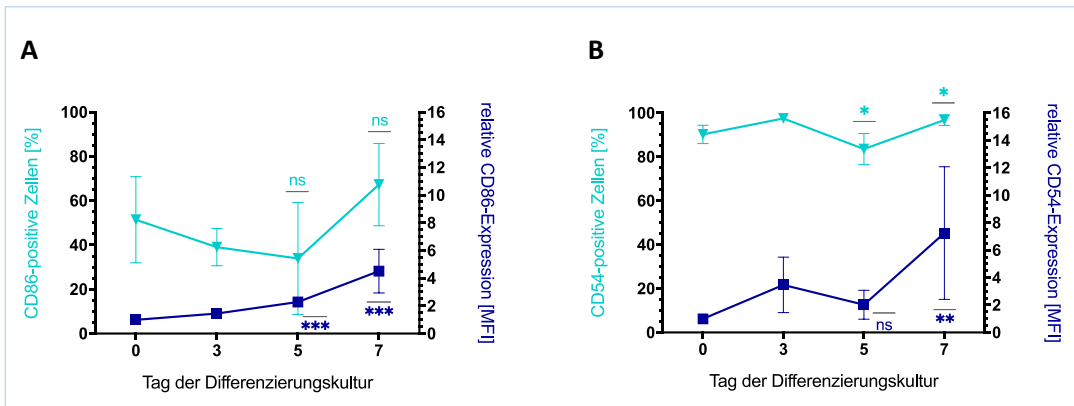 A
CD86-positive Zellen [%]
100
80
60
40
20
0
ns
ns
***
***
16
14
12
10
8
6
4
2
0
relative CD86-Expression [MFI]
0 3 5 7
Tag der Differenzierungskultur
B
CD54-positive Zellen [%]
100
80
60
40
20
0
*
*
ns
**
16
14
12
10
8
6
4
2
0
relative CD54-Expression [MFI]
0 3 5 7
Tag der Differenzierungskultur